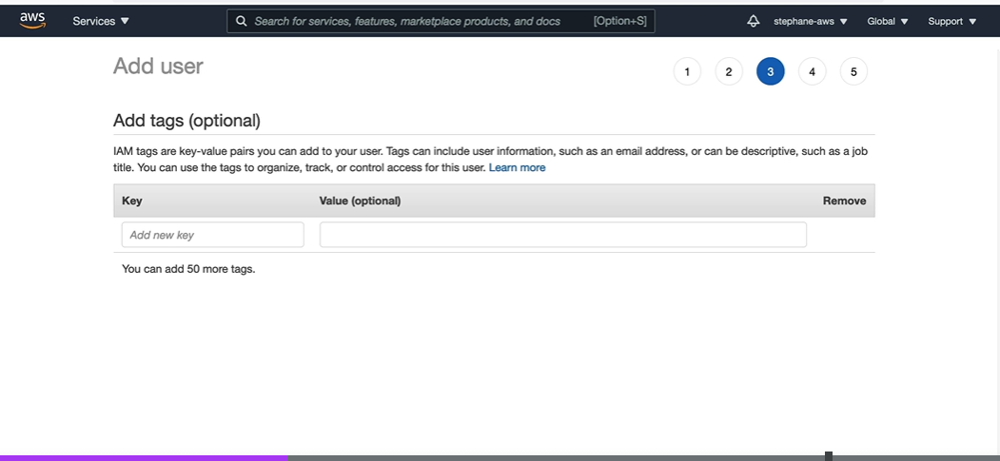 aws Services Search for services, features, marketplace products, and docs [Option+S] stephane-aws Global Support
Add user 1 2 3 4 5
Add tags (optional)
IAM tags are key-value pairs you can add to your user. Tags can include user information, such as an email address, or can be descriptive, such as a job
title. You can use the tags to organize, track, or control access for this user. Learn more
Key Value (optional) Remove
Add new key
You can add 50 more tags.